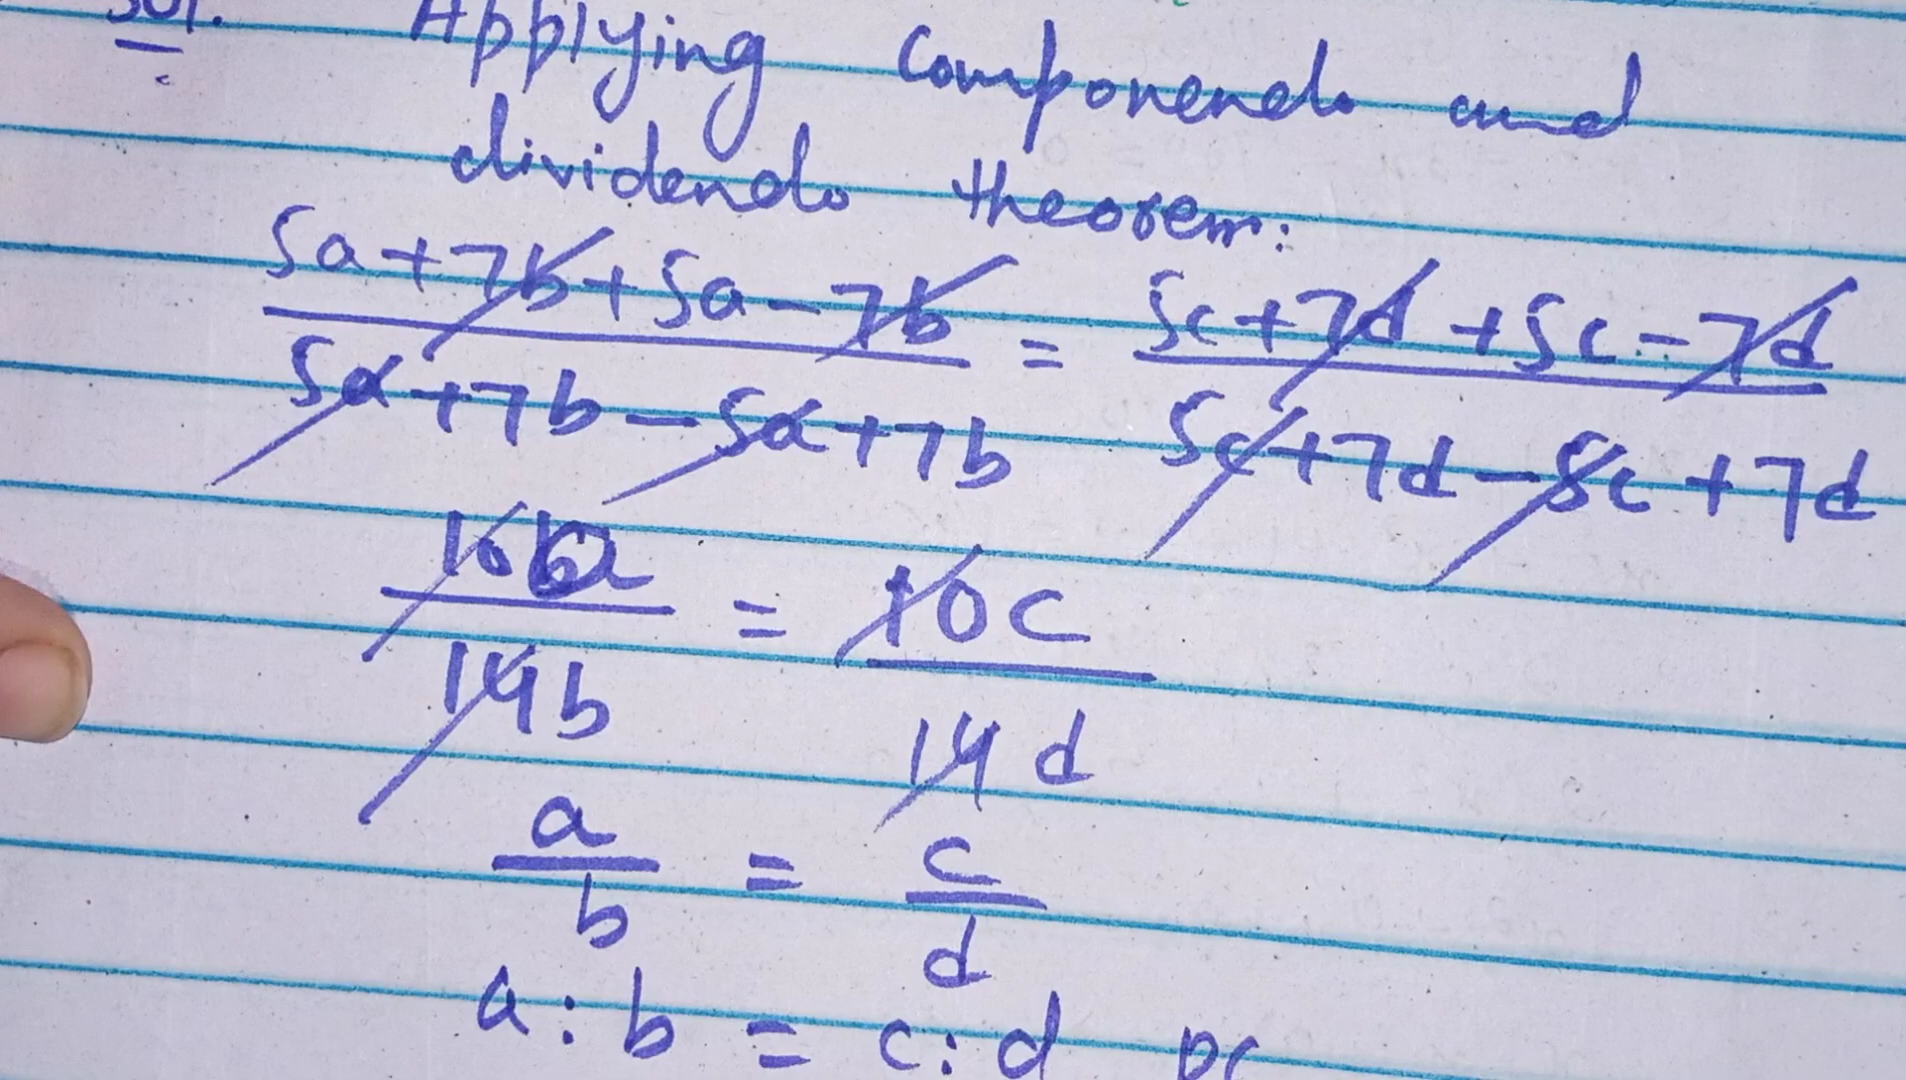 Sol.
Applying componendo and
dividendo theorem:
5a+7b+5a-7b / 5a+7b-5a+7b = 5c+7d+5c-7d / 5c+7d-5c+7d
10a / 14b = 10c / 14d
a / b = c / d
a:b = c:d